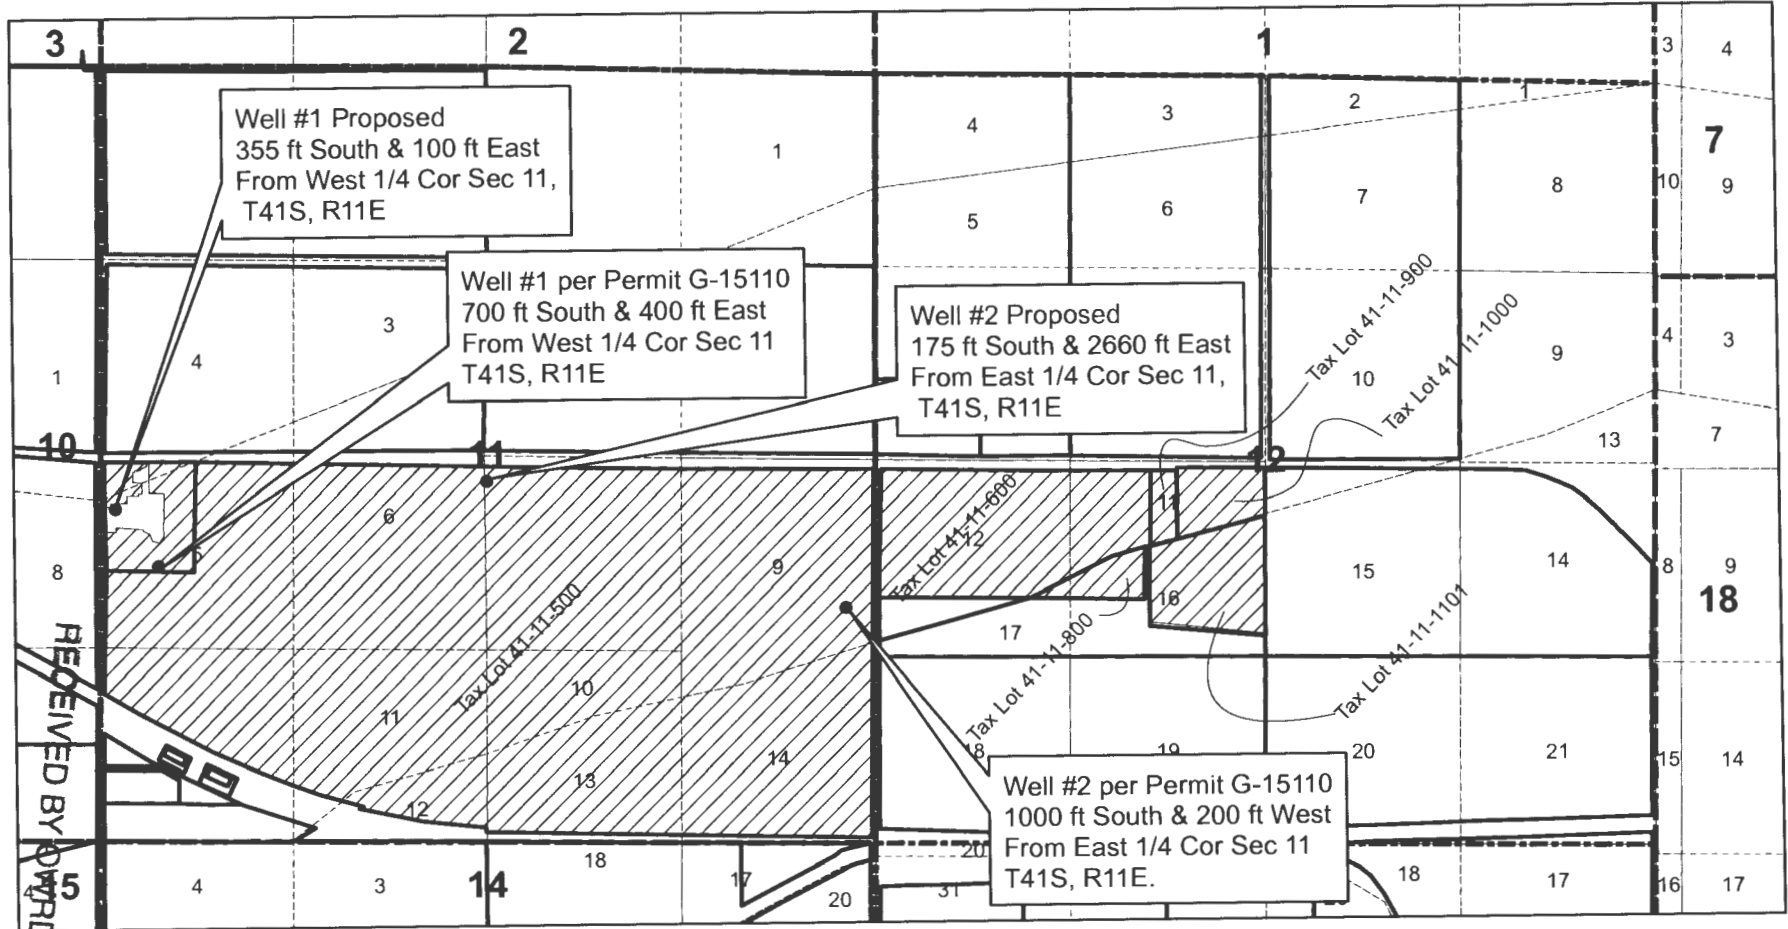 3
2
1
3
4
Well #1 Proposed
355 ft South & 100 ft East
From West 1/4 Cor Sec 11,
T41S, R11E
1
4
3
2
1
7
5
6
7
8
10
9
Well #1 per Permit G-15110
700 ft South & 400 ft East
From West 1/4 Cor Sec 11
T41S, R11E
Well #2 Proposed
175 ft South & 2660 ft East
From East 1/4 Cor Sec 11,
T41S, R11E
Tax Lot 41-11-900
Tax Lot 41-11-1000
1
4
3
10
9
4
3
13
7
10
11
12
8
5
6
9
Tax Lot 41-11-500
Tax Lot 41-11-600
12
11
16
17
Tax Lot 41-11-800
Tax Lot 41-11-1101
15
14
8
9
18
11
10
12
13
14
18
19
20
21
15
14
Well #2 per Permit G-15110
1000 ft South & 200 ft West
From East 1/4 Cor Sec 11
T41S, R11E.
RECEIVED BY OWRD
4
15
4
3
14
18
17
20
20
31
18
17
16
17